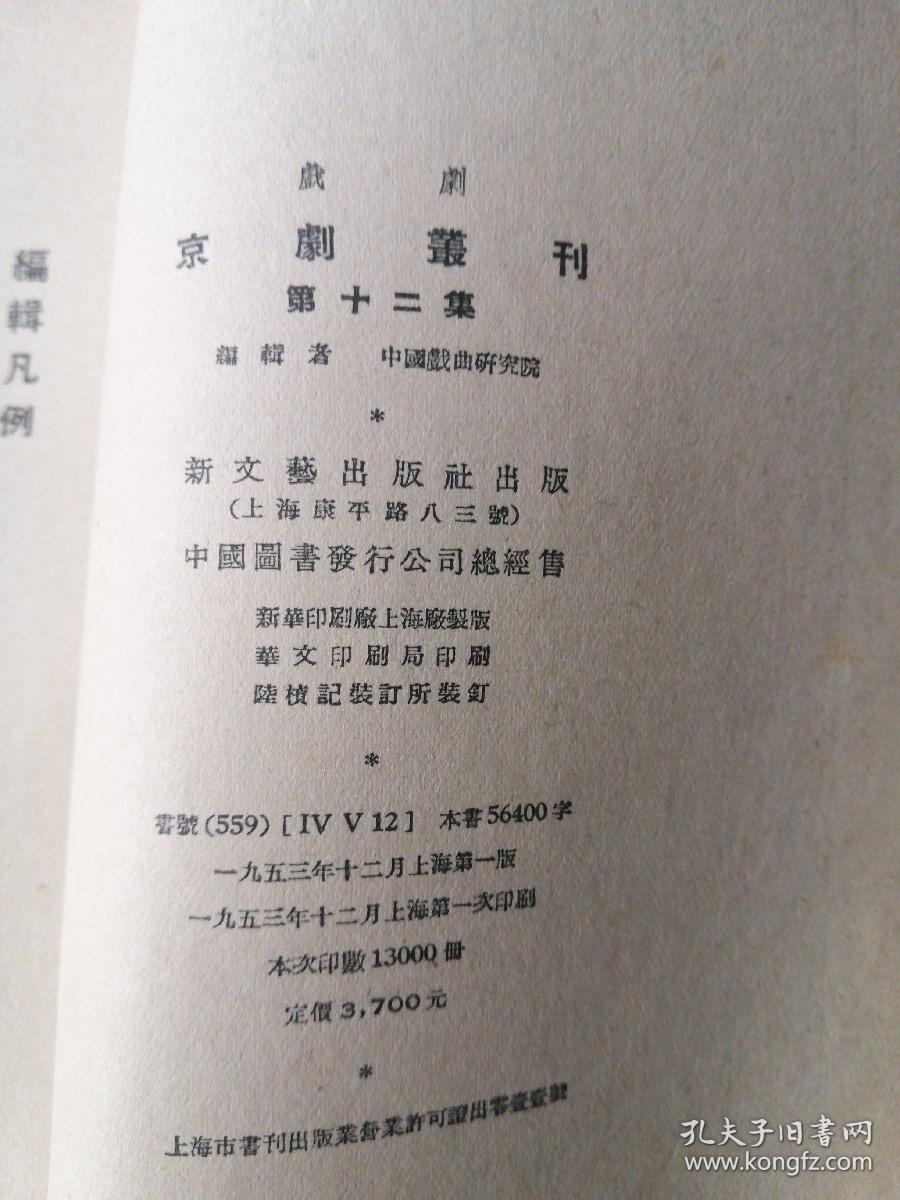 編輯凡例
戲劇
京劇叢刊
第十二集
編輯者 中國戲曲研究院
*
新文藝出版社出版
(上海康平路八三號)
中國圖書發行公司總經售
新華印刷廠上海廠製版
華文印刷局印刷
陸楨記裝訂所裝訂
*
書號(559) [IV V 12] 本書56400字
一九五三年十二月上海第一版
一九五三年十二月上海第一次印刷
本次印數13000冊
定價3,700元
*
上海市書刊出版業營業許可證出零壹壹號
孔夫子旧书网
www.kongfz.com